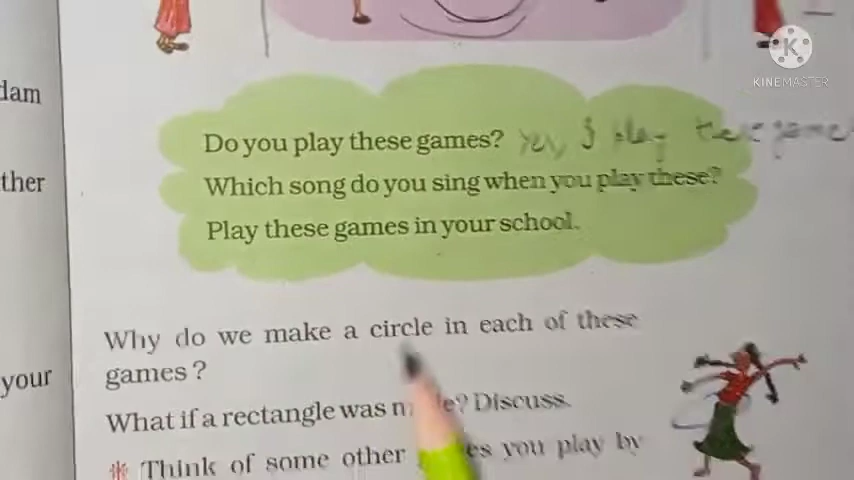 KINEMASTER
dam
Do you play these games? Yes, I play these game
ther
Which song do you sing when you play these?
Play these games in your school.
Why do we make a circle in each of these
your
games ?
What if a rectangle was Discuss.
Think of some other you play by